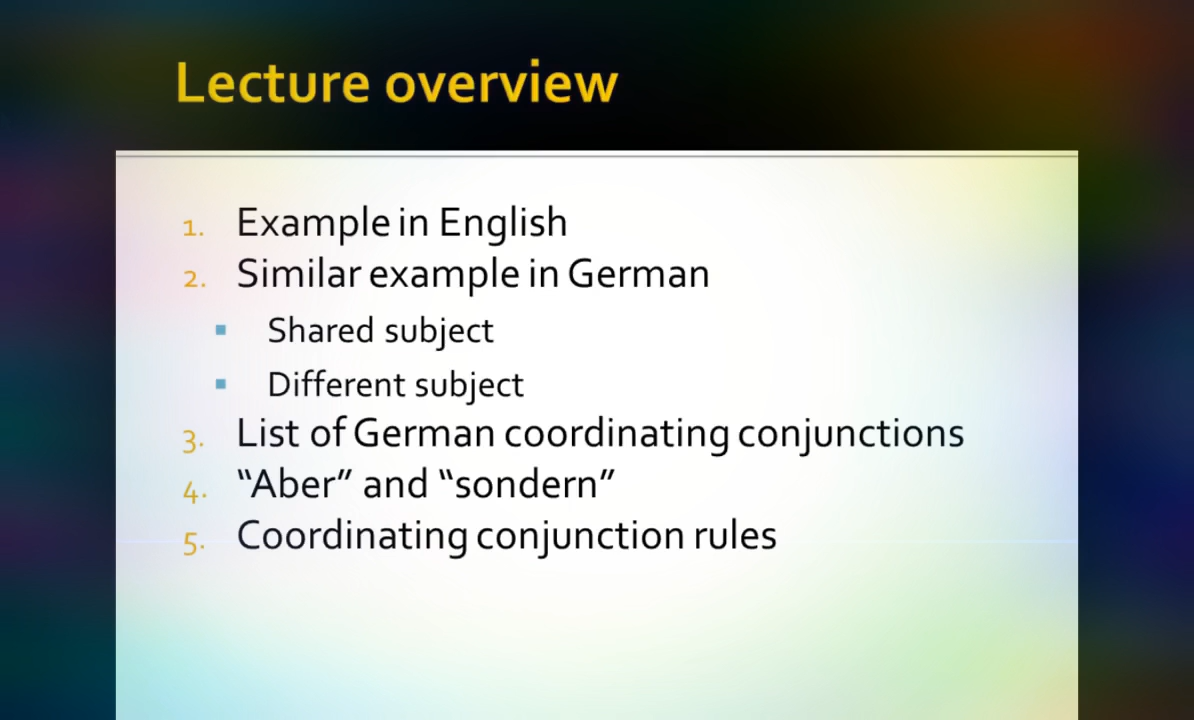 Lecture overview
1. Example in English
2. Similar example in German
▪ Shared subject
▪ Different subject
3. List of German coordinating conjunctions
4. “Aber” and “sondern”
5. Coordinating conjunction rules